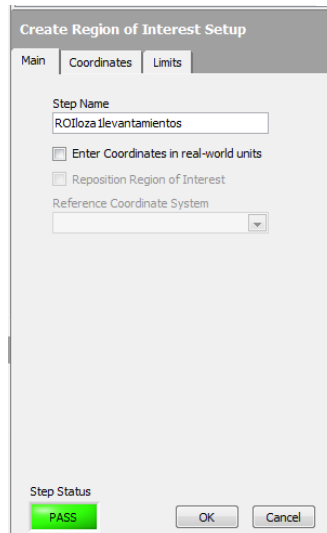 Create Region of Interest Setup
Main Coordinates Limits
Step Name
ROIloza1levantamientos
Enter Coordinates in real-world units
Reposition Region of Interest
Reference Coordinate System
Step Status
PASS OK Cancel